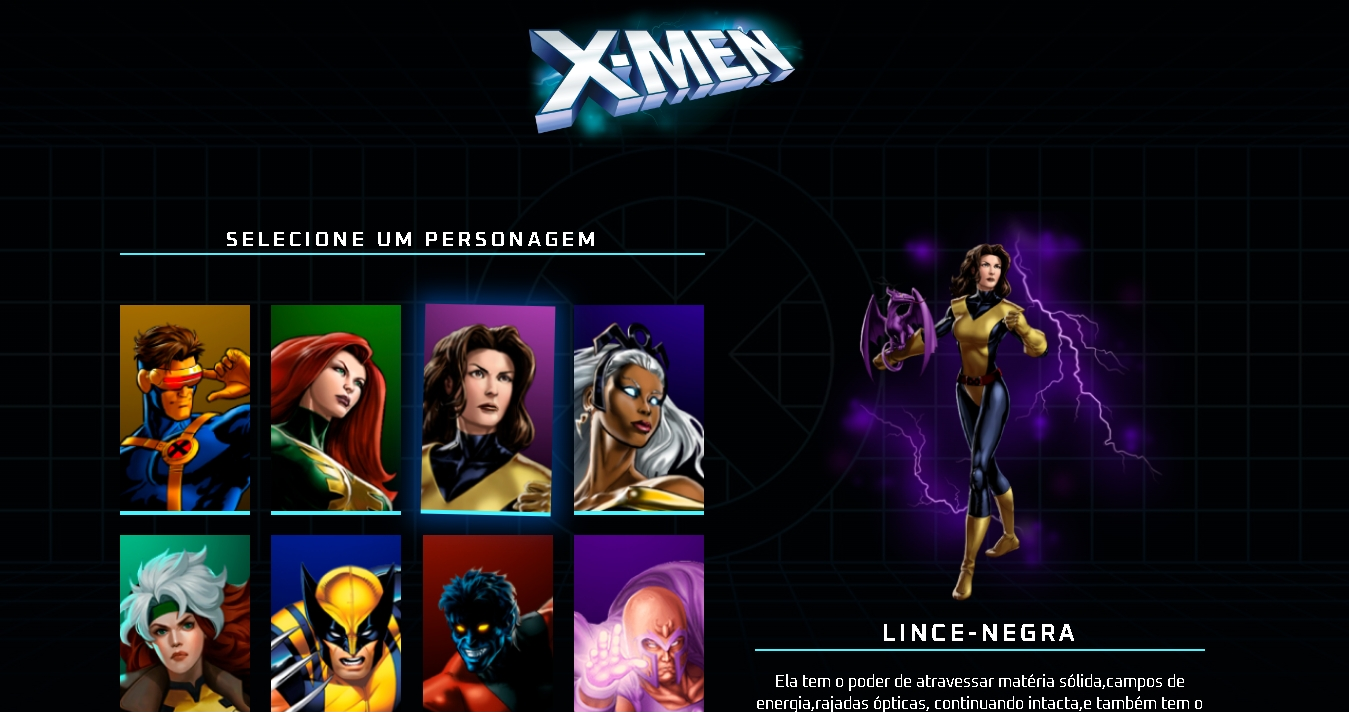 X-MEN
SELECIONE UM PERSONAGEM
LINCE-NEGRA
Ela tem o poder de atravessar matéria sólida,campos de
energia,rajadas ópticas, continuando intacta,e também tem o